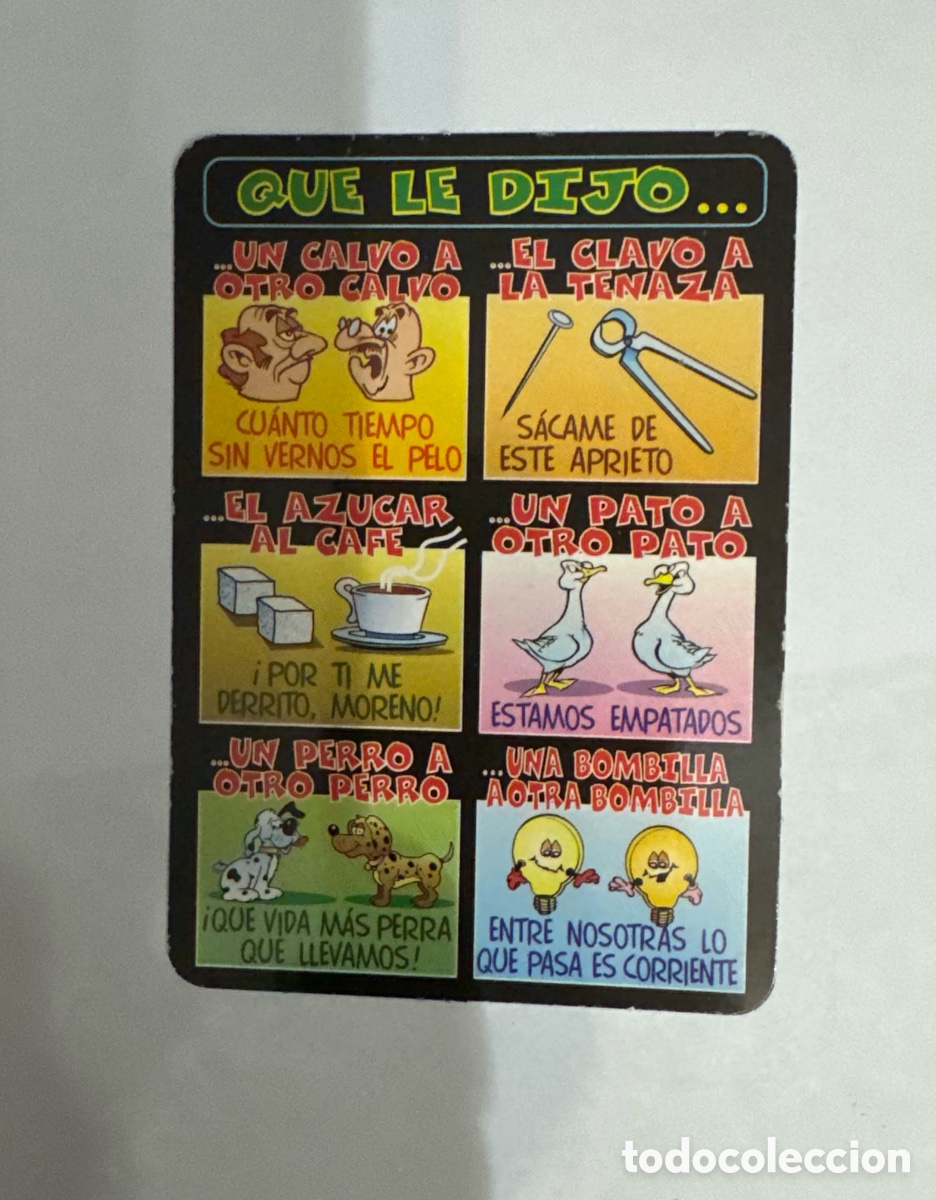 QUE LE DIJO...
...UN CALVO A
OTRO CALVO
CUÁNTO TIEMPO
SIN VERNOS EL PELO
...EL CLAVO A
LA TENAZA
SÁCAME DE
ESTE APRIETO
...EL AZUCAR
AL CAFE
¡POR TI ME
DERRITO, MORENO!
...UN PATO A
OTRO PATO
ESTAMOS EMPATADOS
...UN PERRO A
OTRO PERRO
¡QUE VIDA MÁS PERRA
QUE LLEVAMOS!
...UNA BOMBILLA
A OTRA BOMBILLA
ENTRE NOSOTRAS LO
QUE PASA ES CORRIENTE
todocoleccion